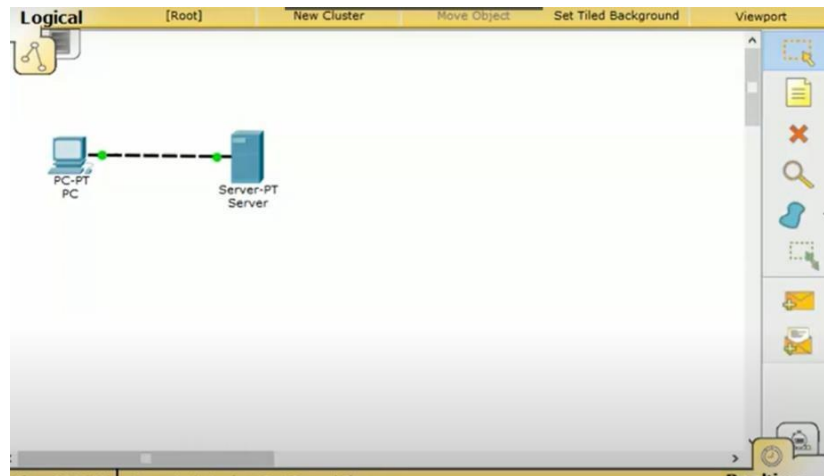 Logical
[Root]
New Cluster
Move Object
Set Tiled Background
Viewport
PC-PT
PC
Server-PT
Server